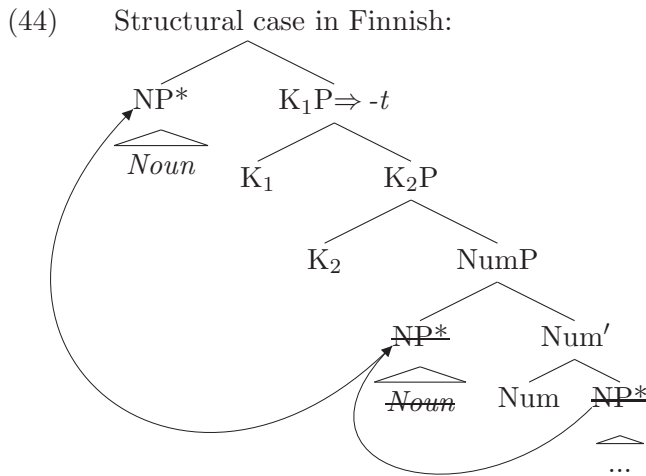 (44) Structural case in Finnish:
NP* K₁P⇒ -t
Noun K₁ K₂P
K₂ NumP
NP* Num′
Noun Num NP*
...